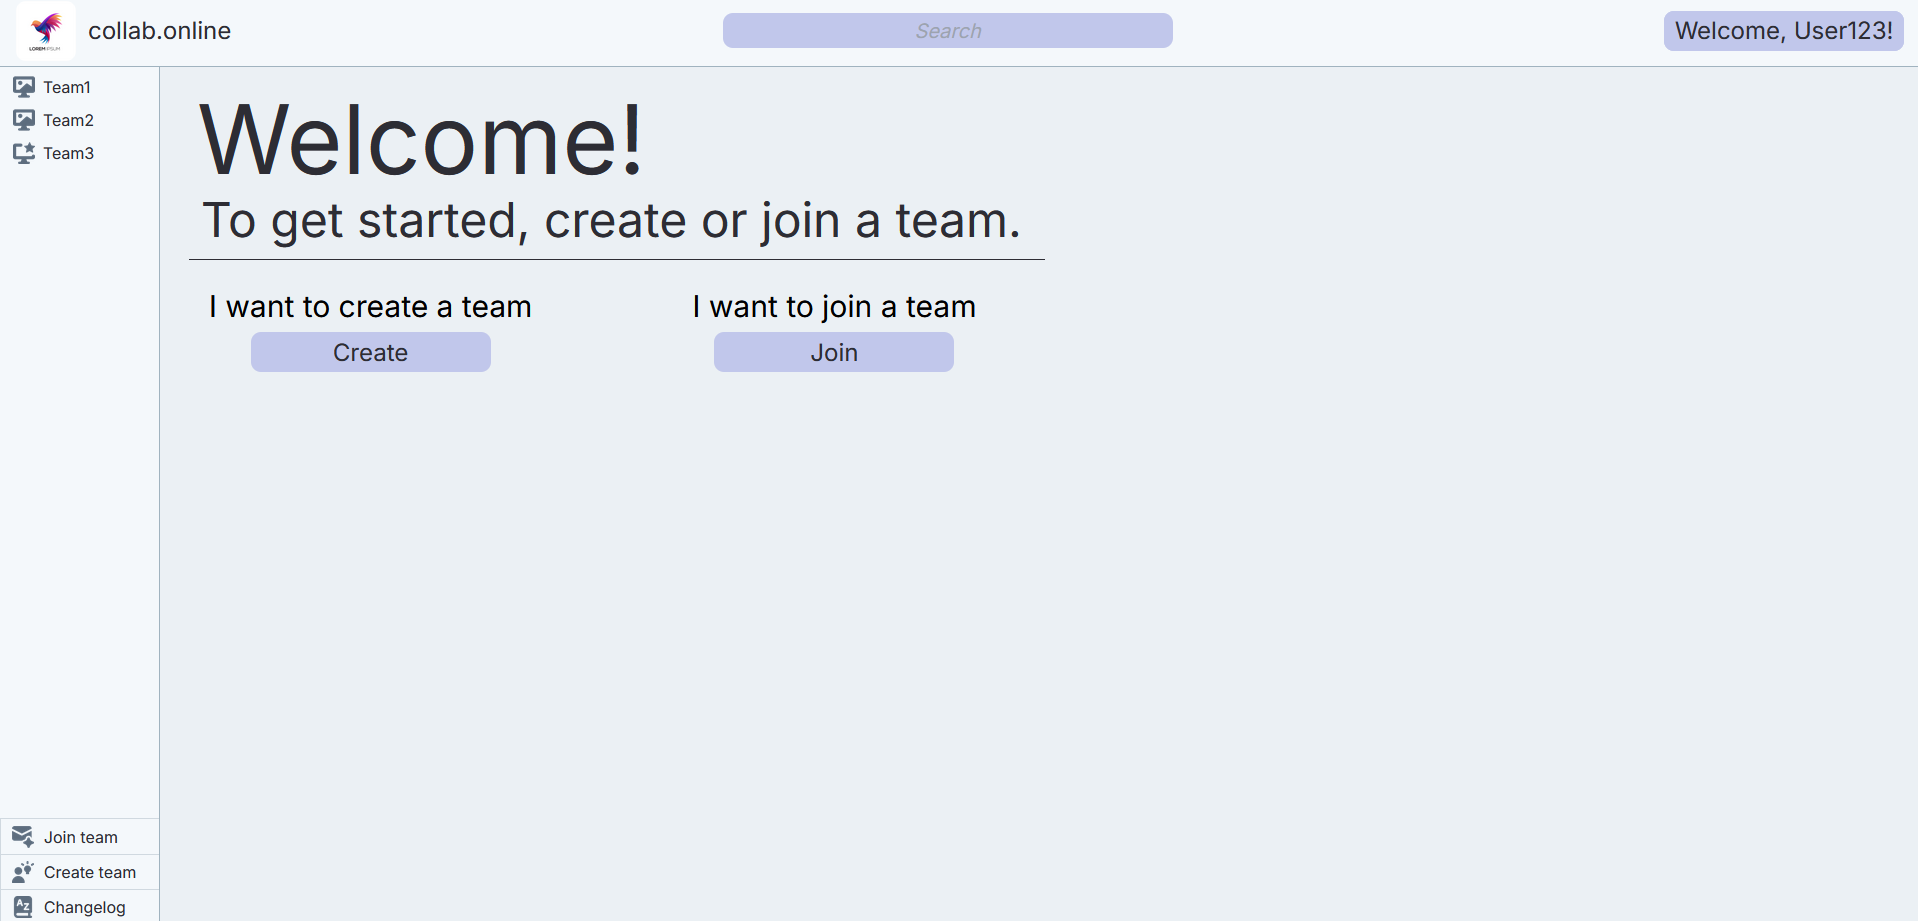 LOREM IPSUM
collab.online
Search
Welcome, User123!
Team1
Team2
Team3
Welcome!
To get started, create or join a team.
I want to create a team
I want to join a team
Create
Join
Join team
Create team
AZ
Changelog